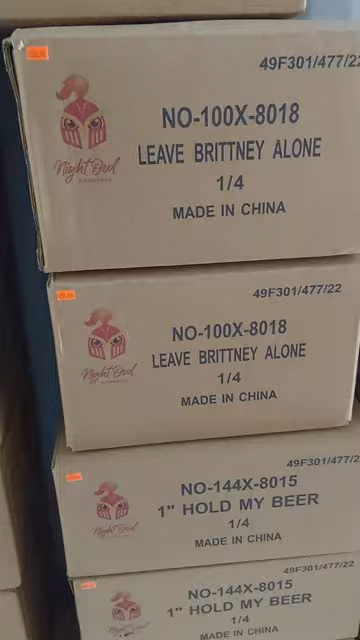 49F301/477/22
NO-100X-8018
LEAVE BRITTNEY ALONE
Night Owl
1/4
MADE IN CHINA
49F301/477/22
NO-100X-8018
LEAVE BRITTNEY ALONE
Night Owl
1/4
MADE IN CHINA
49F301/477/2
NO-144X-8015
1" HOLD MY BEER
Night Owl
1/4
MADE IN CHINA
49F301/477/22
NO-144X-8015
1" HOLD MY BEER
1/4
MADE IN CHINA